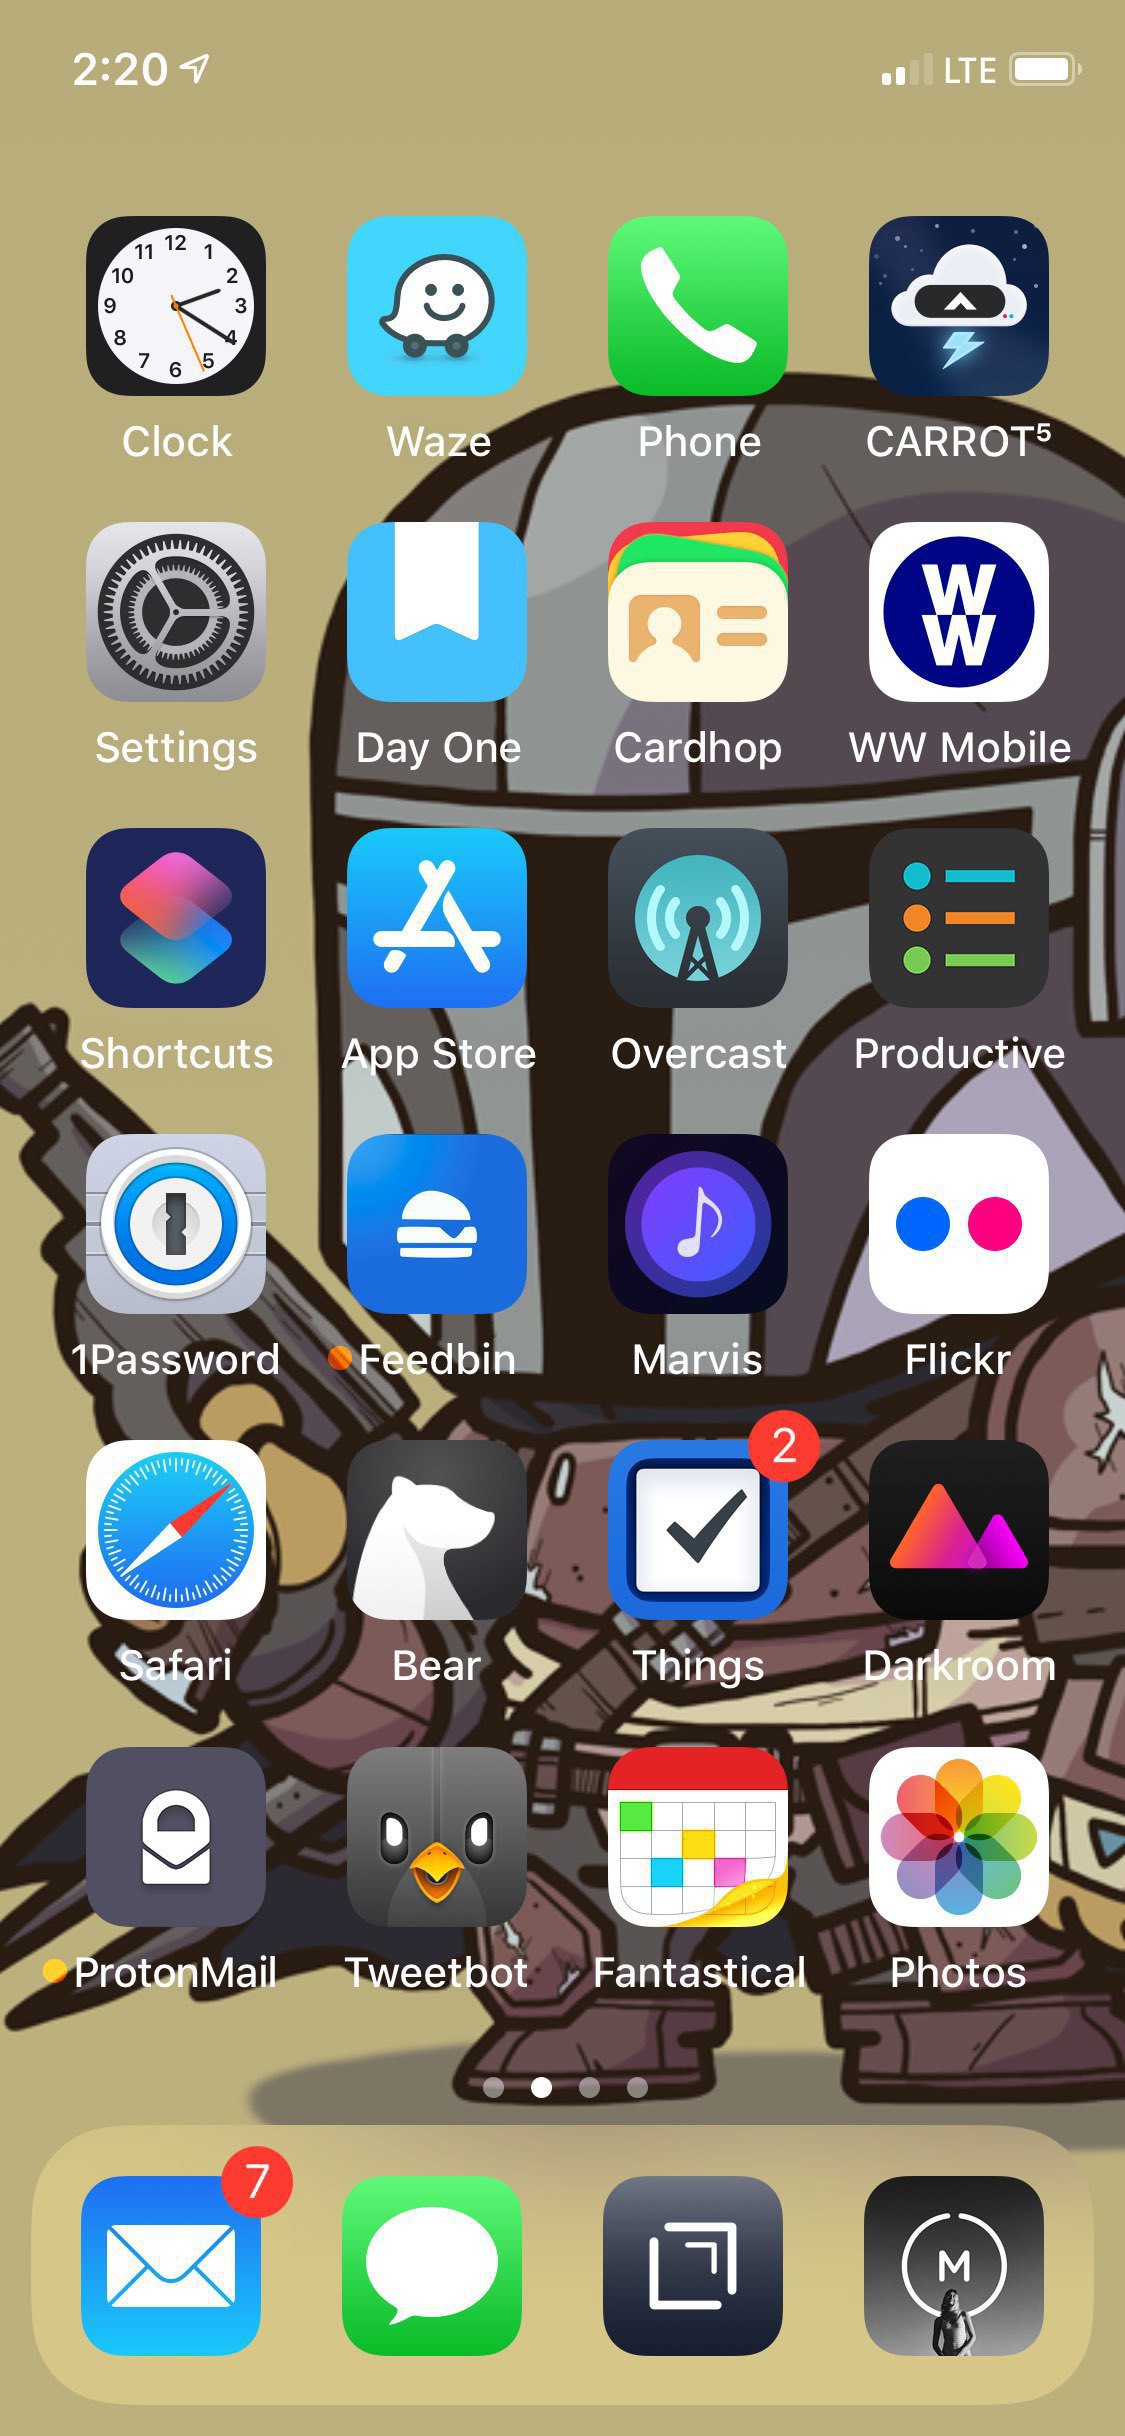 2:20 LTE
12
11 1
10 2
9 3
8 4
7 5
6
Clock Waze Phone CARROT⁵
W
W
Settings Day One Cardhop WW Mobile
Shortcuts App Store Overcast Productive
1Password Feedbin Marvis Flickr
2
Safari Bear Things Darkroom
ProtonMail Tweetbot Fantastical Photos
7
M